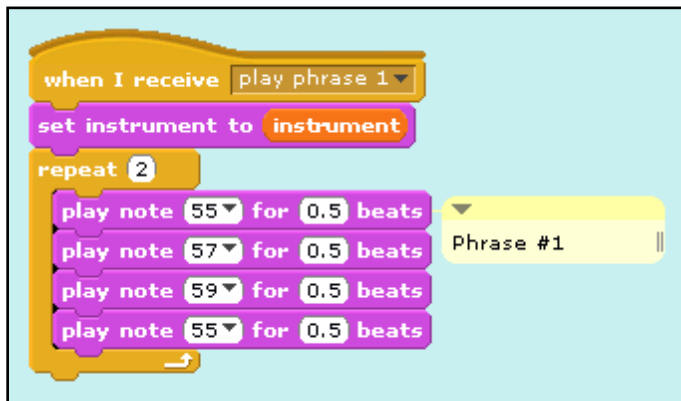 when I receive play phrase 1
set instrument to instrument
repeat 2
play note 55 for 0.5 beats
Phrase #1
play note 57 for 0.5 beats
play note 59 for 0.5 beats
play note 55 for 0.5 beats